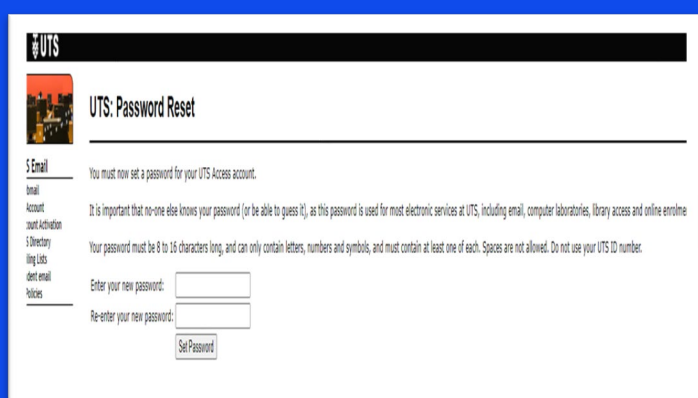 UTS
UTS: Password Reset
S Email
bmail
Account
count Activation
S Directory
iling Lists
dent email
Policies
You must now set a password for your UTS Access account.
It is important that no-one else knows your password (or be able to guess it), as this password is used for most electronic services at UTS, including email, computer laboratories, library access and online enrolme
Your password must be 8 to 16 characters long, and can only contain letters, numbers and symbols, and must contain at least one of each. Spaces are not allowed. Do not use your UTS ID number.
Enter your new password:
Re-enter your new password:
Set Password